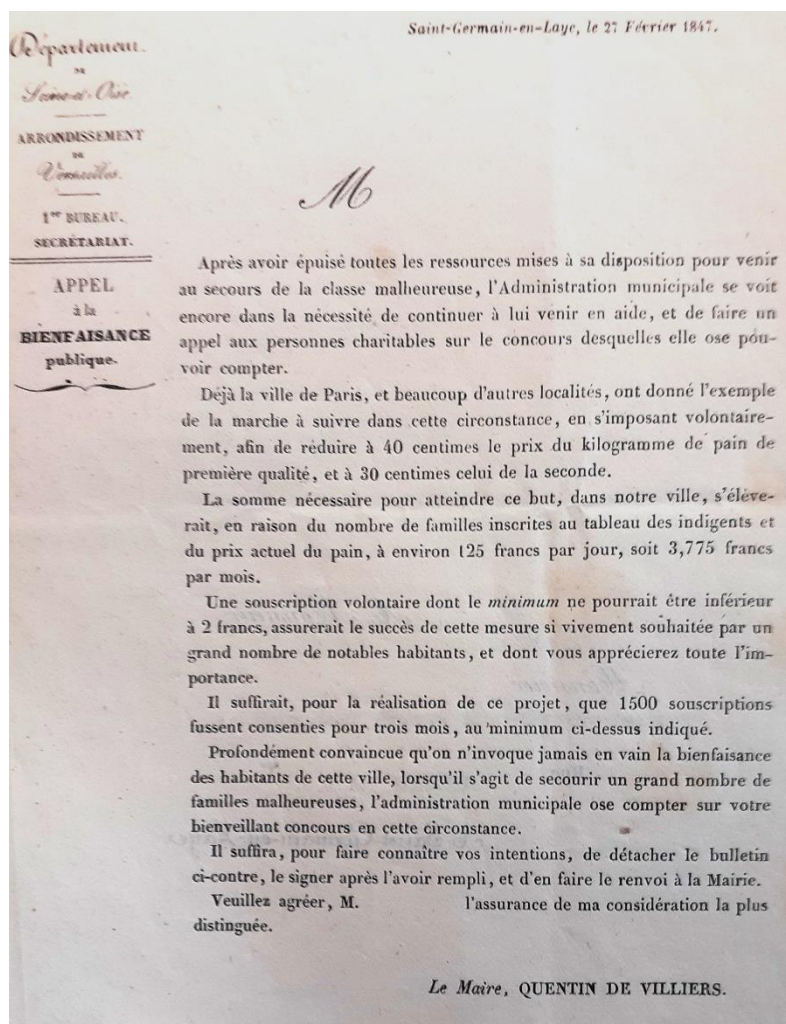 Saint-Germain-en-Laye, le 27 Février 1847.
Département
DE
Seine-et-Oise
ARRONDISSEMENT
DE
Versailles.
1er BUREAU.
SECRÉTARIAT.
APPEL
à la
BIENFAISANCE
publique.
M
Après avoir épuisé toutes les ressources mises à sa disposition pour venir
au secours de la classe malheureuse, l'Administration municipale se voit
encore dans la nécessité de continuer à lui venir en aide, et de faire un
appel aux personnes charitables sur le concours desquelles elle ose pou-
voir compter.
Déjà la ville de Paris, et beaucoup d'autres localités, ont donné l'exemple
de la marche à suivre dans cette circonstance, en s'imposant volontaire-
ment, afin de réduire à 40 centimes le prix du kilogramme de pain de
première qualité, et à 30 centimes celui de la seconde.
La somme nécessaire pour atteindre ce but, dans notre ville, s'élève-
rait, en raison du nombre de familles inscrites au tableau des indigents et
du prix actuel du pain, à environ 125 francs par jour, soit 3,775 francs
par mois.
Une souscription volontaire dont le minimum ne pourrait être inférieur
à 2 francs, assurerait le succès de cette mesure si vivement souhaitée par un
grand nombre de notables habitants, et dont vous apprécierez toute l'im-
portance.
Il suffirait, pour la réalisation de ce projet, que 1500 souscriptions
fussent consenties pour trois mois, au minimum ci-dessus indiqué.
Profondément convaincue qu'on n'invoque jamais en vain la bienfaisance
des habitants de cette ville, lorsqu'il s'agit de secourir un grand nombre de
familles malheureuses, l'administration municipale ose compter sur votre
bienveillant concours en cette circonstance.
Il suffira, pour faire connaître vos intentions, de détacher le bulletin
ci-contre, le signer après l'avoir rempli, et d'en faire le renvoi à la Mairie.
Veuillez agréer, M. l'assurance de ma considération la plus
distinguée.
Le Maire, QUENTIN DE VILLIERS.